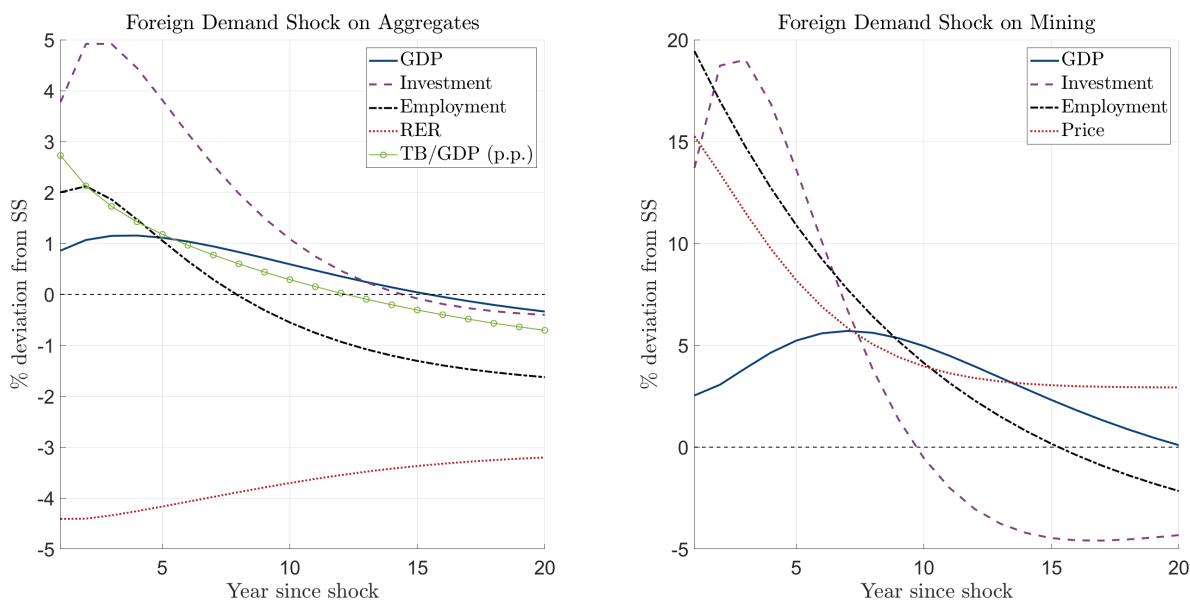 Foreign Demand Shock on Aggregates
% deviation from SS
5
4
3
2
1
0
-1
-2
-3
-4
-5
GDP
Investment
Employment
RER
TB/GDP (p.p.)
5
10
15
20
Year since shock
Foreign Demand Shock on Mining
% deviation from SS
20
15
10
5
0
-5
GDP
Investment
Employment
Price
5
10
15
20
Year since shock